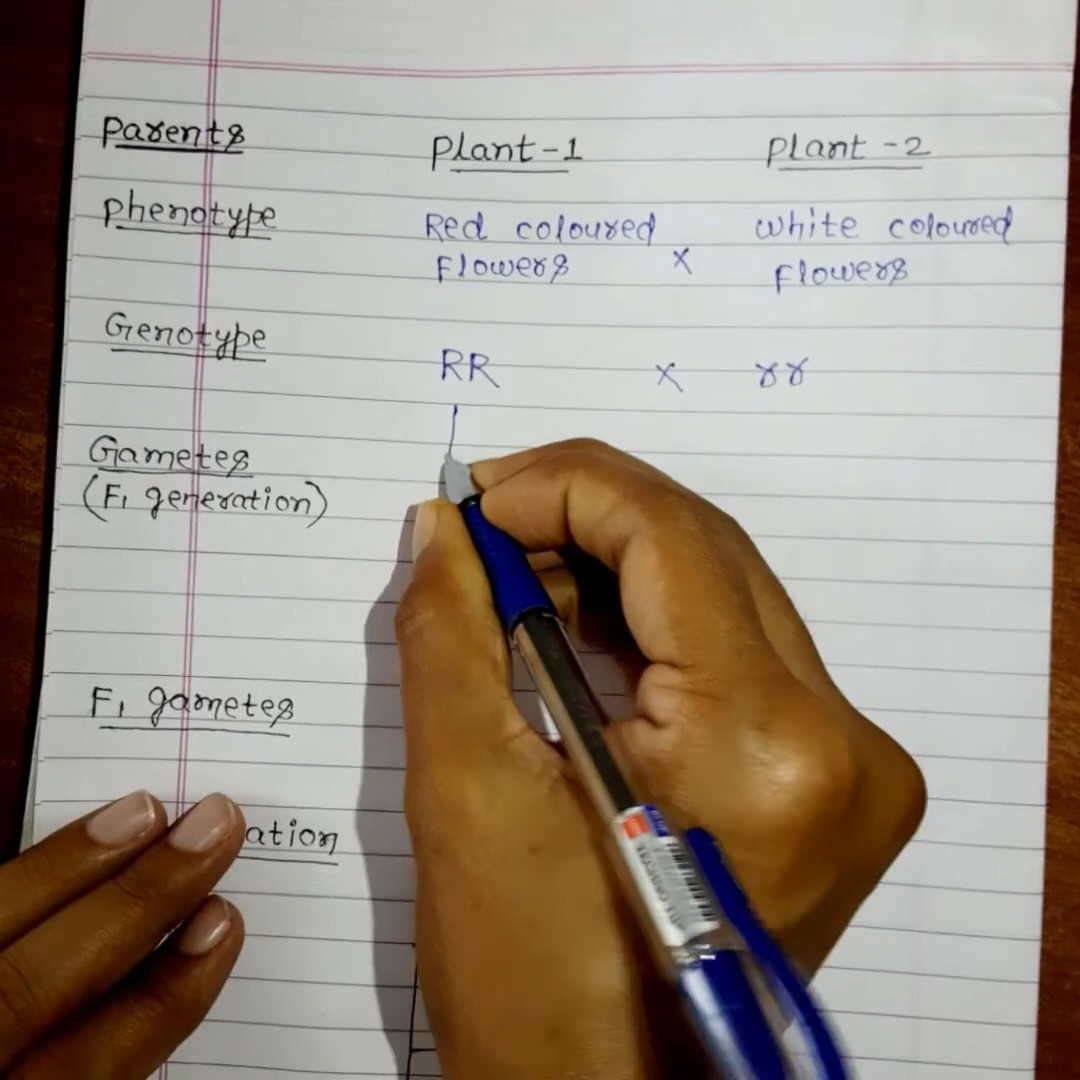 Parents Plant-1 Plant-2
Phenotype Red coloured White coloured
Flowers x Flowers
Genotype
RR x rr
Gametes
(F1 generation)
F1 gametes
ation